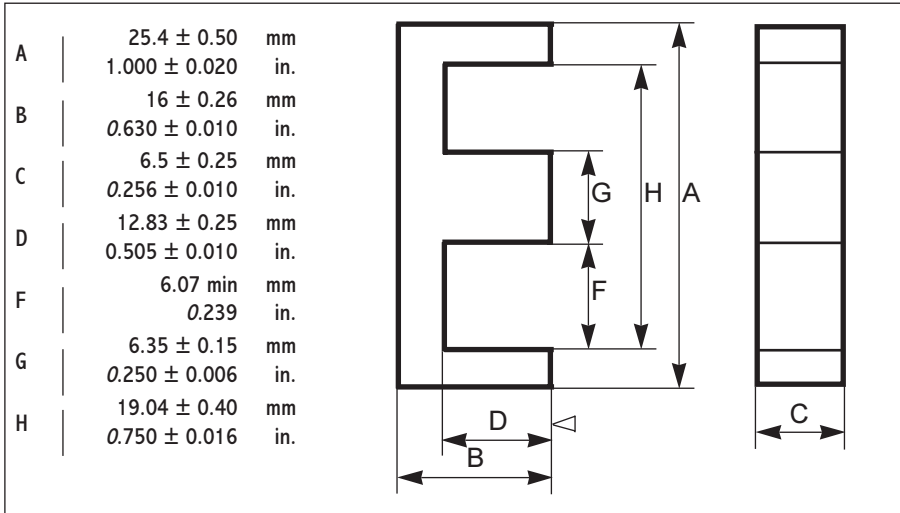 A 25.4 ± 0.50 mm
1.000 ± 0.020 in.
B 16 ± 0.26 mm
0.630 ± 0.010 in.
C 6.5 ± 0.25 mm
0.256 ± 0.010 in.
D 12.83 ± 0.25 mm
0.505 ± 0.010 in.
F 6.07 min mm
0.239 in.
G 6.35 ± 0.15 mm
0.250 ± 0.006 in.
H 19.04 ± 0.40 mm
0.750 ± 0.016 in.
G H A
F
D
B
C